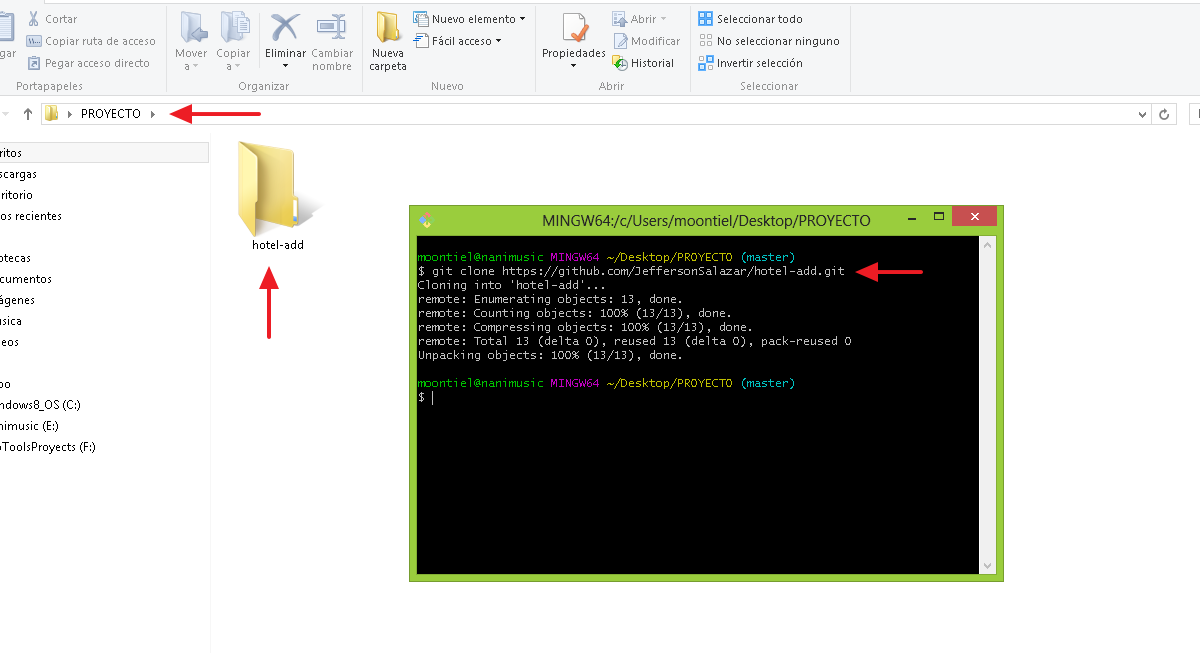 Cortar
Copiar ruta de acceso
Pegar acceso directo
Portapapeles
Mover a
Copiar a
Eliminar
Cambiar nombre
Organizar
Nueva carpeta
Nuevo elemento
Fácil acceso
Nuevo
Propiedades
Abrir
Modificar
Historial
Abrir
Seleccionar todo
No seleccionar ninguno
Invertir selección
Seleccionar
PROYECTO
ritos
scargas
ritorio
os recientes
otecas
cumentos
ágenes
úsica
eos
po
ndows8_OS (C:)
nimusic (E:)
oToolsProyects (F:)
hotel-add
MINGW64:/c/Users/moontiel/Desktop/PROYECTO
moontiel@nanimusic MINGW64 ~/Desktop/PROYECTO (master)
$ git clone https://github.com/JeffersonSalazar/hotel-add.git
Cloning into 'hotel-add'...
remote: Enumerating objects: 13, done.
remote: Counting objects: 100% (13/13), done.
remote: Compressing objects: 100% (13/13), done.
remote: Total 13 (delta 0), reused 13 (delta 0), pack-reused 0
Unpacking objects: 100% (13/13), done.
moontiel@nanimusic MINGW64 ~/Desktop/PROYECTO (master)
$